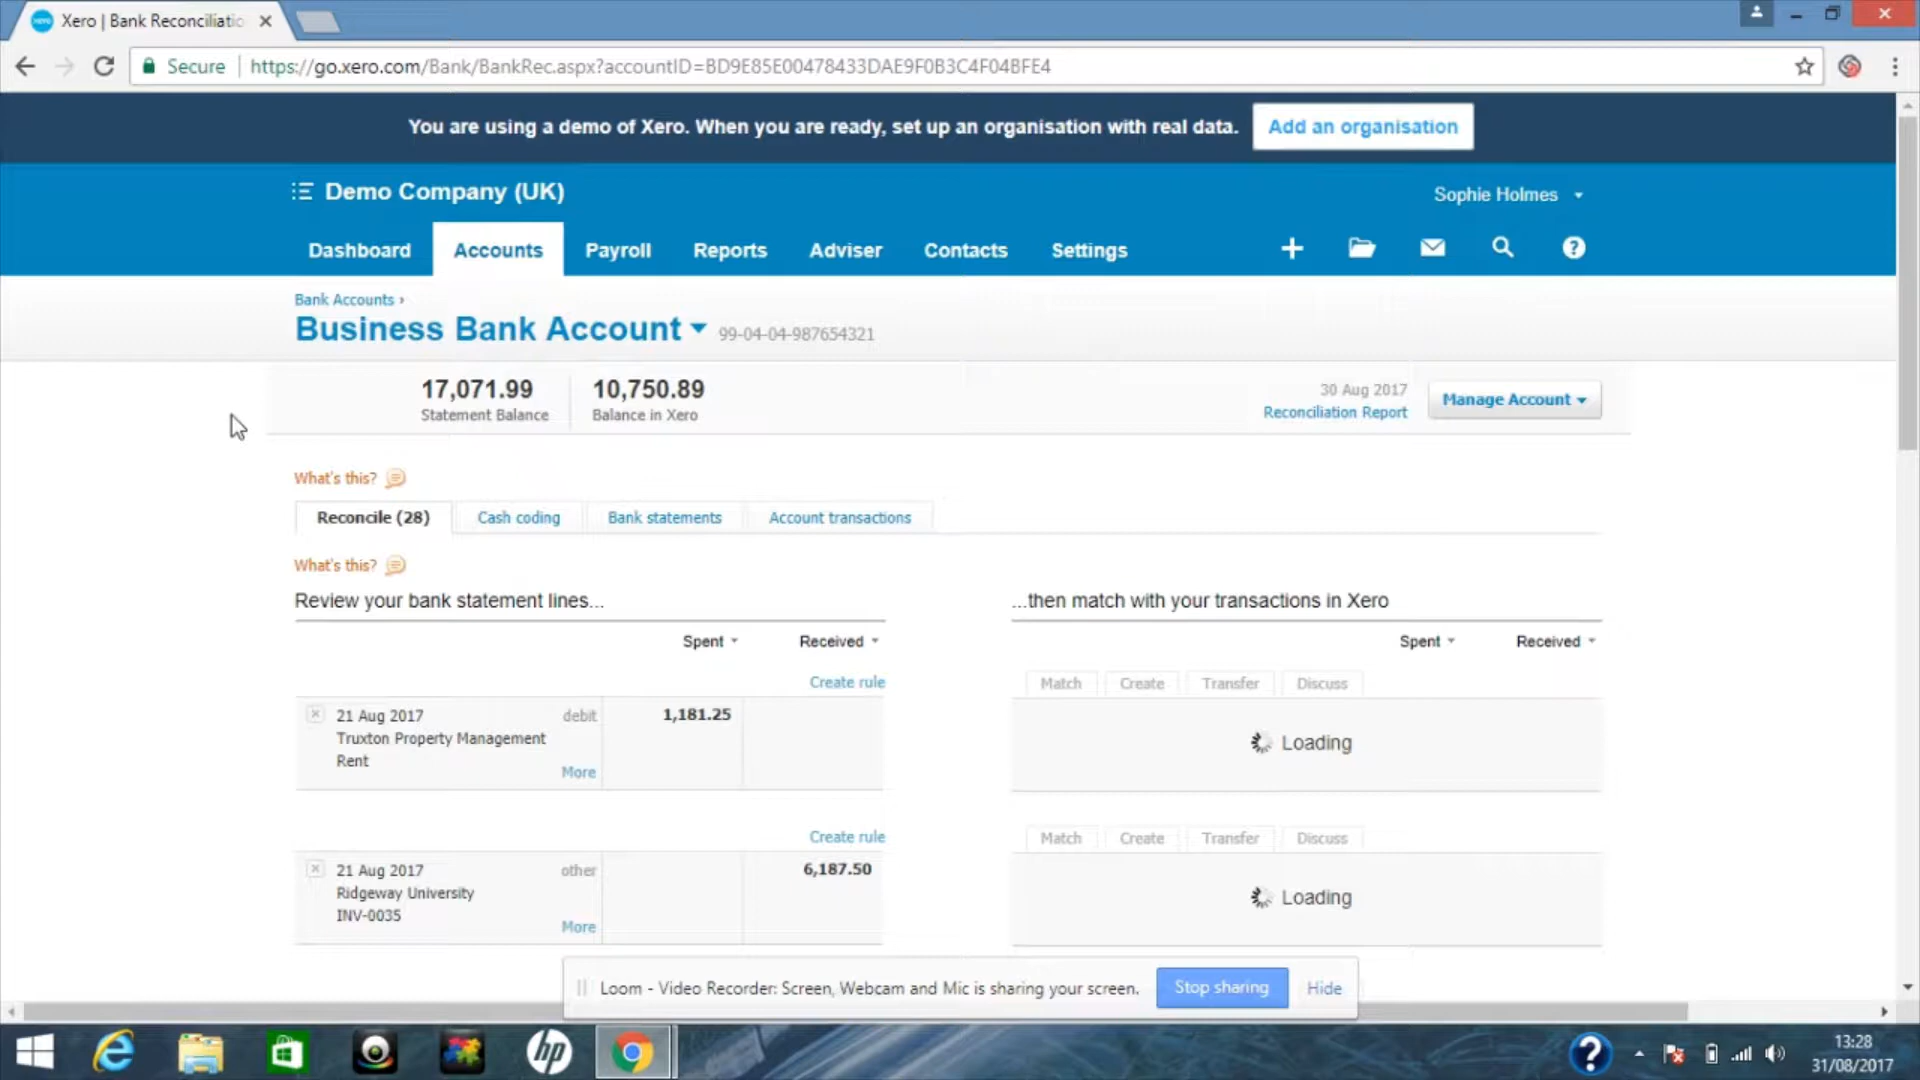 Xero | Bank Reconciliatio
Secure
https://go.xero.com/Bank/BankRec.aspx?accountID=BD9E85E00478433DAE9F0B3C4F04BFE4
You are using a demo of Xero. When you are ready, set up an organisation with real data.
Add an organisation
Demo Company (UK)
Sophie Holmes
Dashboard Accounts Payroll Reports Adviser Contacts Settings
Bank Accounts ›
Business Bank Account 99-04-04-987654321
17,071.99 10,750.89
Statement Balance Balance in Xero
30 Aug 2017
Reconciliation Report
Manage Account
What's this?
Reconcile (28) Cash coding Bank statements Account transactions
What's this?
Review your bank statement lines... ...then match with your transactions in Xero
Spent Received Spent Received
Create rule
Match Create Transfer Discuss
21 Aug 2017 debit 1,181.25
Truxton Property Management
Rent
More
Loading
Create rule
Match Create Transfer Discuss
21 Aug 2017 other 6,187.50
Ridgeway University
INV-0035
More
Loading
Loom - Video Recorder: Screen, Webcam and Mic is sharing your screen.
Stop sharing
Hide
hp
13:28
31/08/2017